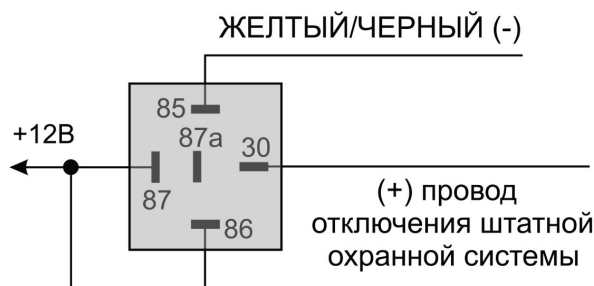 ЖЕЛТЫЙ/ЧЕРНЫЙ (-)
85
+12В
87а
30
87
86
(+) провод
отключения штатной
охранной системы